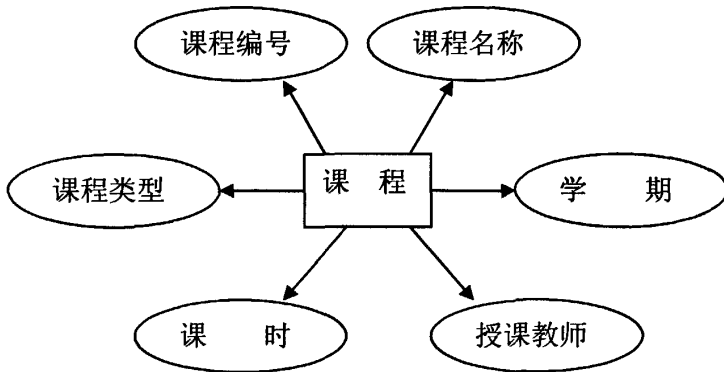 课程编号
课程名称
课程类型
课 程
学 期
课 时
授课教师